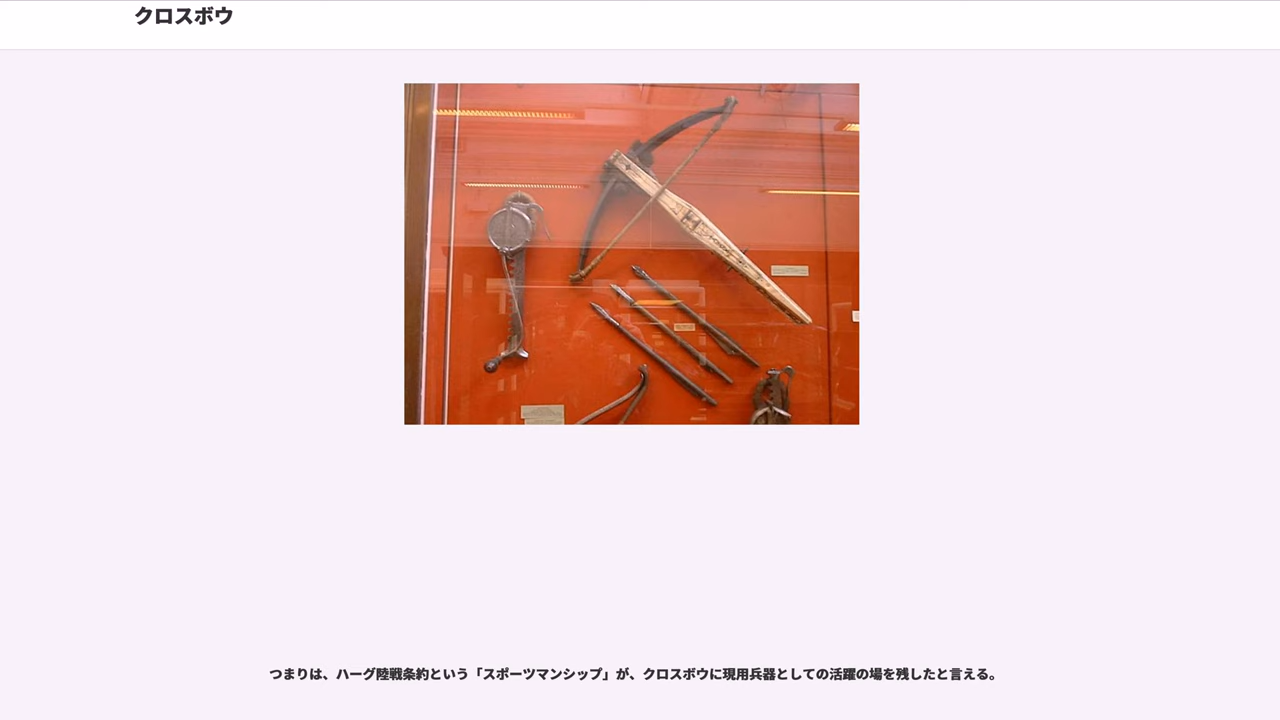 クロスボウ
つまりは、ハーグ陸戦条約という「スポーツマンシップ」が、クロスボウに現用兵器としての活躍の場を残したと言える。